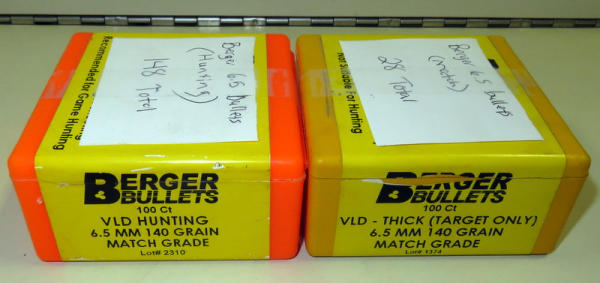 Recommended for Game Hunting
Berger 6.5 bullets
(Hunting)
148 Total
BERGER
BULLETS
100 Ct
VLD HUNTING
6.5 MM 140 GRAIN
MATCH GRADE
Lot# 2310
Not Suitable For Hunting
Berger 6.5 bullets
(match)
28 Total
BERGER
BULLETS
100 Ct
VLD - THICK (TARGET ONLY)
6.5 MM 140 GRAIN
MATCH GRADE
Lot# 1374